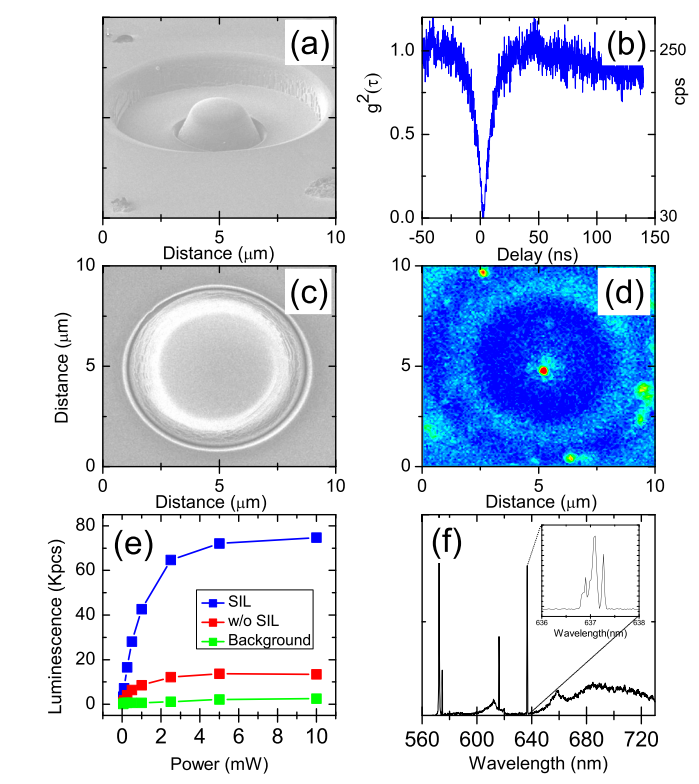 (a)
0 5 10
Distance (μm)
(b)
1.0
0.5
0.0
g²(τ)
250
30
cps
-50 0 50 100 150
Delay (ns)
(c)
10
5
0
Distance (μm)
0 5 10
Distance (μm)
(d)
10
5
0
0 5 10
Distance (μm)
(e)
80
60
40
20
0
Luminescence (Kpcs)
SIL
w/o SIL
Background
0 2 4 6 8 10
Power (mW)
(f)
636 637 638
Wavelength(nm)
560 600 640 680 720
Wavelength (nm)